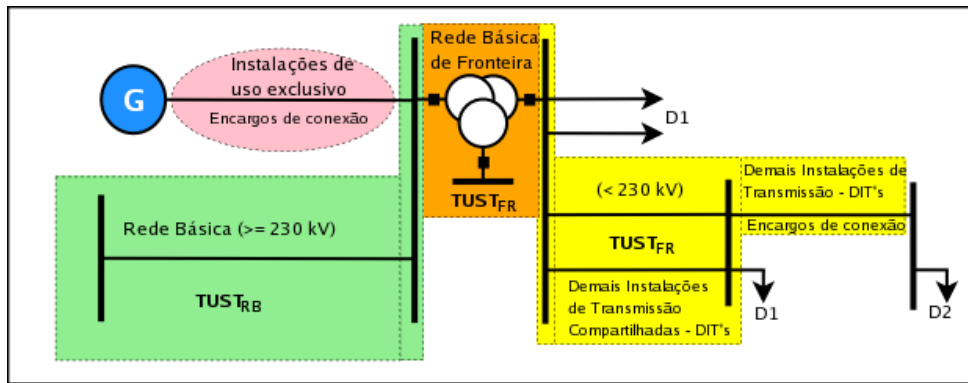 G
Instalações de
uso exclusivo
Encargos de conexão
Rede Básica
de Fronteira
TUSTFR
D1
Rede Básica (>= 230 kV)
TUSTRB
(< 230 kV)
TUSTFR
Demais Instalações
de Transmissão
Compartilhadas - DIT's
D1
Demais Instalações de
Transmissão - DIT's
Encargos de conexão
D2